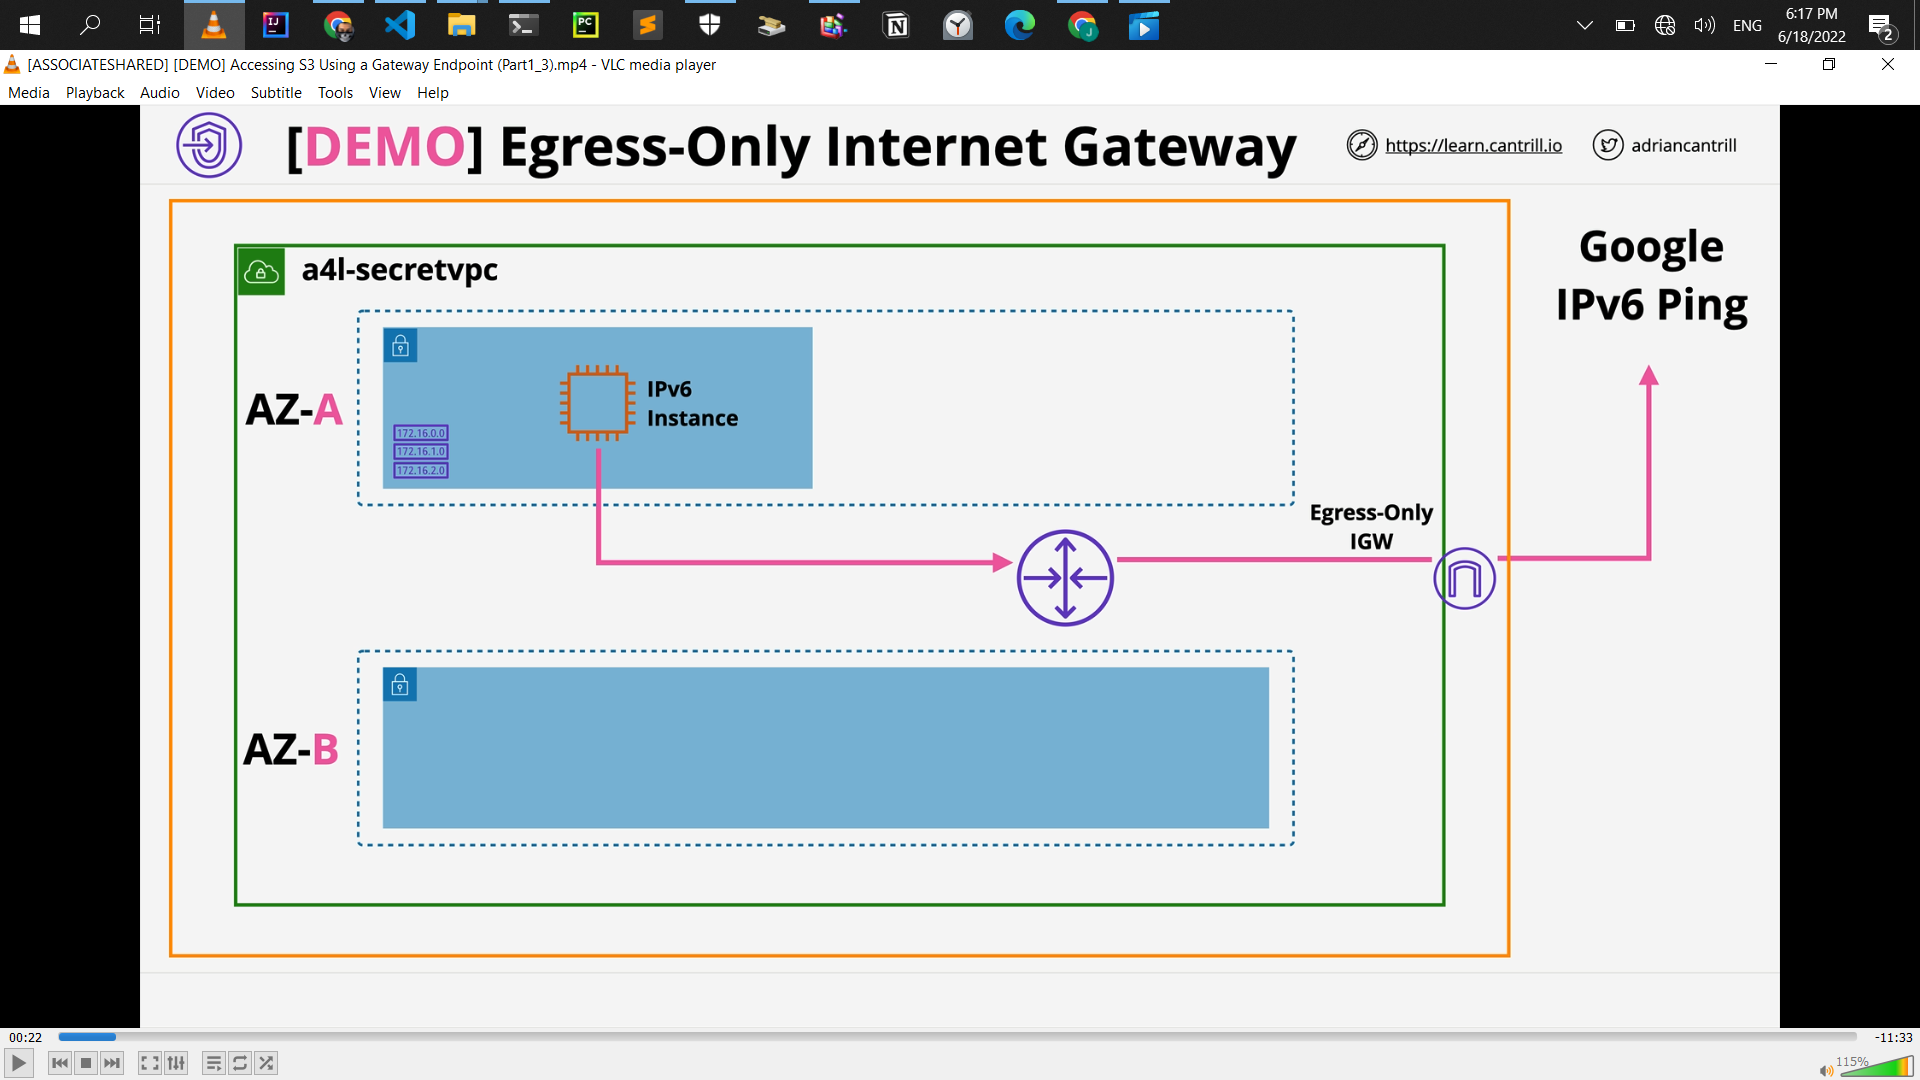 ENG
6:17 PM
6/18/2022
2
[ASSOCIATESHARED] [DEMO] Accessing S3 Using a Gateway Endpoint (Part1_3).mp4 - VLC media player
Media Playback Audio Video Subtitle Tools View Help
[DEMO] Egress-Only Internet Gateway
https://learn.cantrill.io
adriancantrill
Google
IPv6 Ping
a4l-secretvpc
AZ-A
IPv6
Instance
172.16.0.0
172.16.1.0
172.16.2.0
Egress-Only
IGW
AZ-B
00:22
-11:33
115%